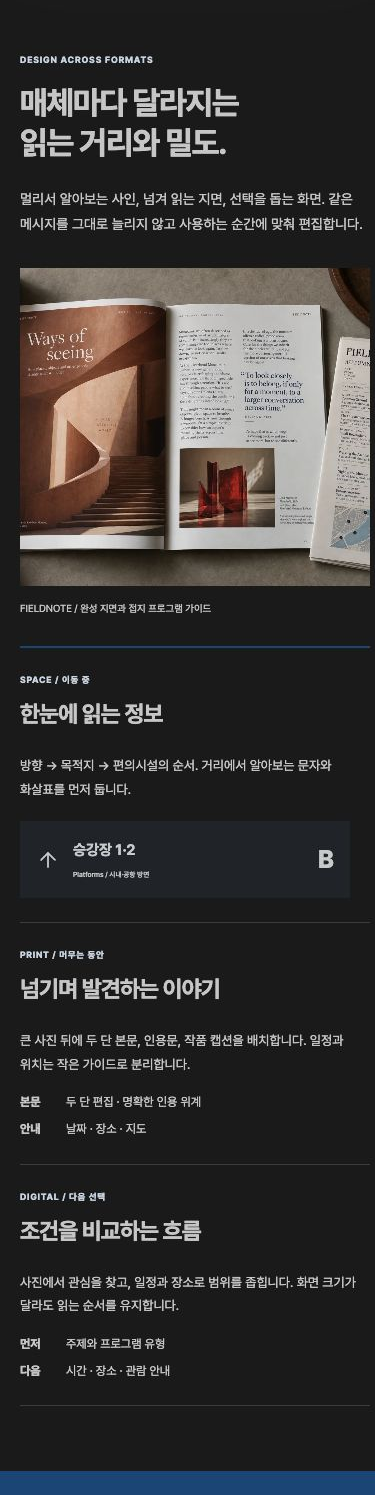 DESIGN ACROSS FORMATS
매체마다 달라지는
읽는 거리와 밀도.
멀리서 알아보는 사인, 넘겨 읽는 지면, 선택을 돕는 화면. 같은
메시지를 그대로 늘리지 않고 사용하는 순간에 맞춰 편집합니다.
Ways of
seeing
"To look closely
is to belong, if only
for a moment, to a
larger conversation
across time."
FIELDNOTE / 완성 지면과 접지 프로그램 가이드
SPACE / 이동 중
한눈에 읽는 정보
방향 → 목적지 → 편의시설의 순서. 거리에서 알아보는 문자와
화살표를 먼저 둡니다.
↑ 승강장 1·2 B
Platforms / 시내·공항 방면
PRINT / 머무는 동안
넘기며 발견하는 이야기
큰 사진 뒤에 두 단 본문, 인용문, 작품 캡션을 배치합니다. 일정과
위치는 작은 가이드로 분리합니다.
본문 두 단 편집 · 명확한 인용 위계
안내 날짜 · 장소 · 지도
DIGITAL / 다음 선택
조건을 비교하는 흐름
사진에서 관심을 찾고, 일정과 장소로 범위를 좁힙니다. 화면 크기가
달라도 읽는 순서를 유지합니다.
먼저 주제와 프로그램 유형
다음 시간 · 장소 · 관람 안내